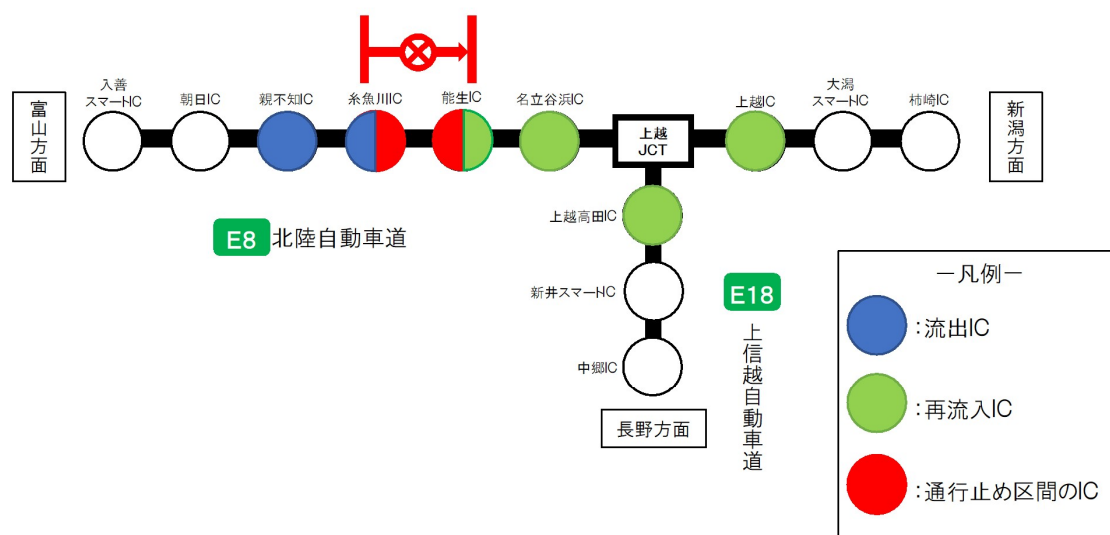 富山方面
入善
スマートIC
朝日IC
親不知IC
糸魚川IC
能生IC
名立谷浜IC
上越
JCT
上越IC
大潟
スマートIC
柿崎IC
新潟方面
上越高田IC
新井スマートIC
中郷IC
長野方面
E8 北陸自動車道
E18
上信越自動車道
－凡例－
:流出IC
:再流入IC
:通行止め区間のIC